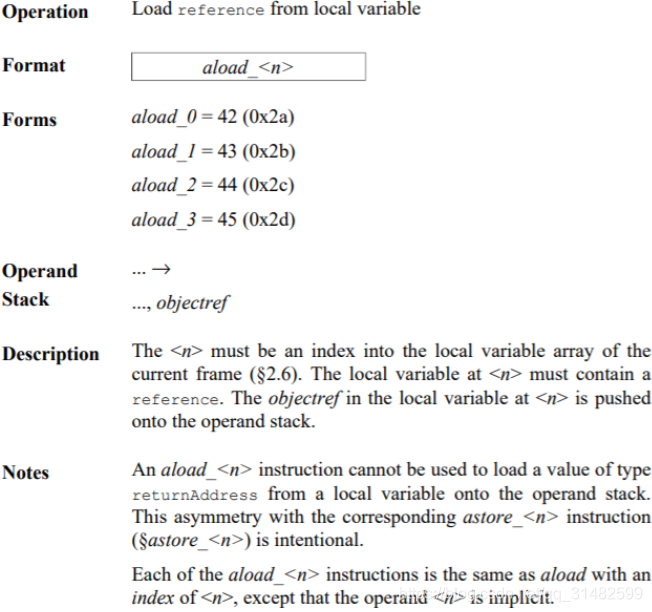 Operation Load reference from local variable
Format aload_<n>
Forms aload_0 = 42 (0x2a)
aload_1 = 43 (0x2b)
aload_2 = 44 (0x2c)
aload_3 = 45 (0x2d)
Operand ... →
Stack ..., objectref
Description The <n> must be an index into the local variable array of the
current frame (§2.6). The local variable at <n> must contain a
reference. The objectref in the local variable at <n> is pushed
onto the operand stack.
Notes An aload_<n> instruction cannot be used to load a value of type
returnAddress from a local variable onto the operand stack.
This asymmetry with the corresponding astore_<n> instruction
(§astore_<n>) is intentional.
Each of the aload_<n> instructions is the same as aload with an
index of <n>, except that the operand <n> is implicit.